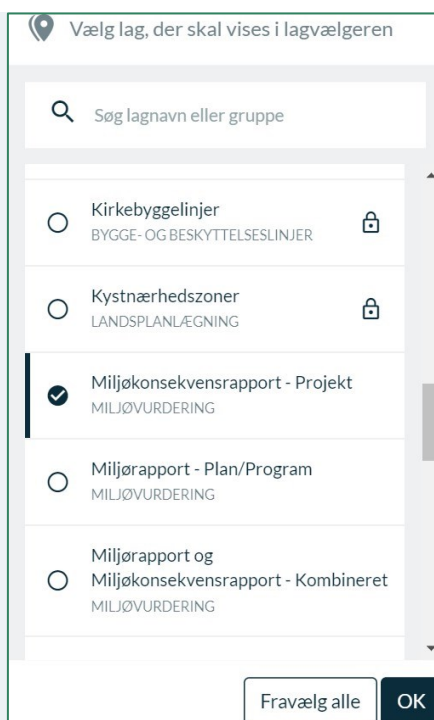 Vælg lag, der skal vises i lagvælgeren
Søg lagnavn eller gruppe
Kirkebyggelinjer
BYGGE- OG BESKYTTELSESLINJER
Kystnærhedszoner
LANDSPLANLÆGNING
Miljøkonsekvensrapport - Projekt
MILJØVURDERING
Miljørapport - Plan/Program
MILJØVURDERING
Miljørapport og
Miljøkonsekvensrapport - Kombineret
MILJØVURDERING
Fravælg alle
OK